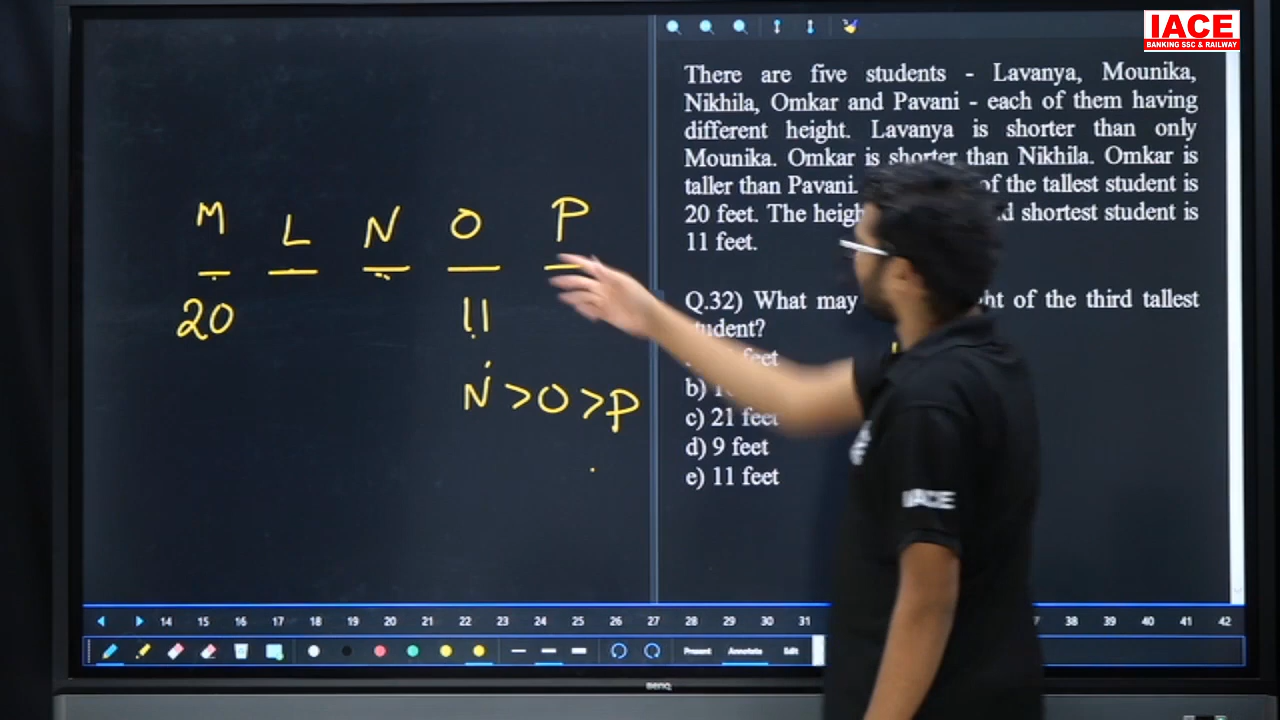 IACE
BANKING SSC & RAILWAY
There are five students - Lavanya, Mounika,
Nikhila, Omkar and Pavani - each of them having
different height. Lavanya is shorter than only
Mounika. Omkar is shorter than Nikhila. Omkar is
taller than Pavani. of the tallest student is
20 feet. The shortest student is
11 feet.
Q.32) What may of the third tallest
student?
feet
b)
c) 21 feet
d) 9 feet
e) 11 feet
M L N O P
20 11
N > O > P
IACE
14 15 16 17 18 19 20 21 22 23 24 25 26 27 28 29 30 31 38 39 40 41 42
Present Annotate Edit
BenQ